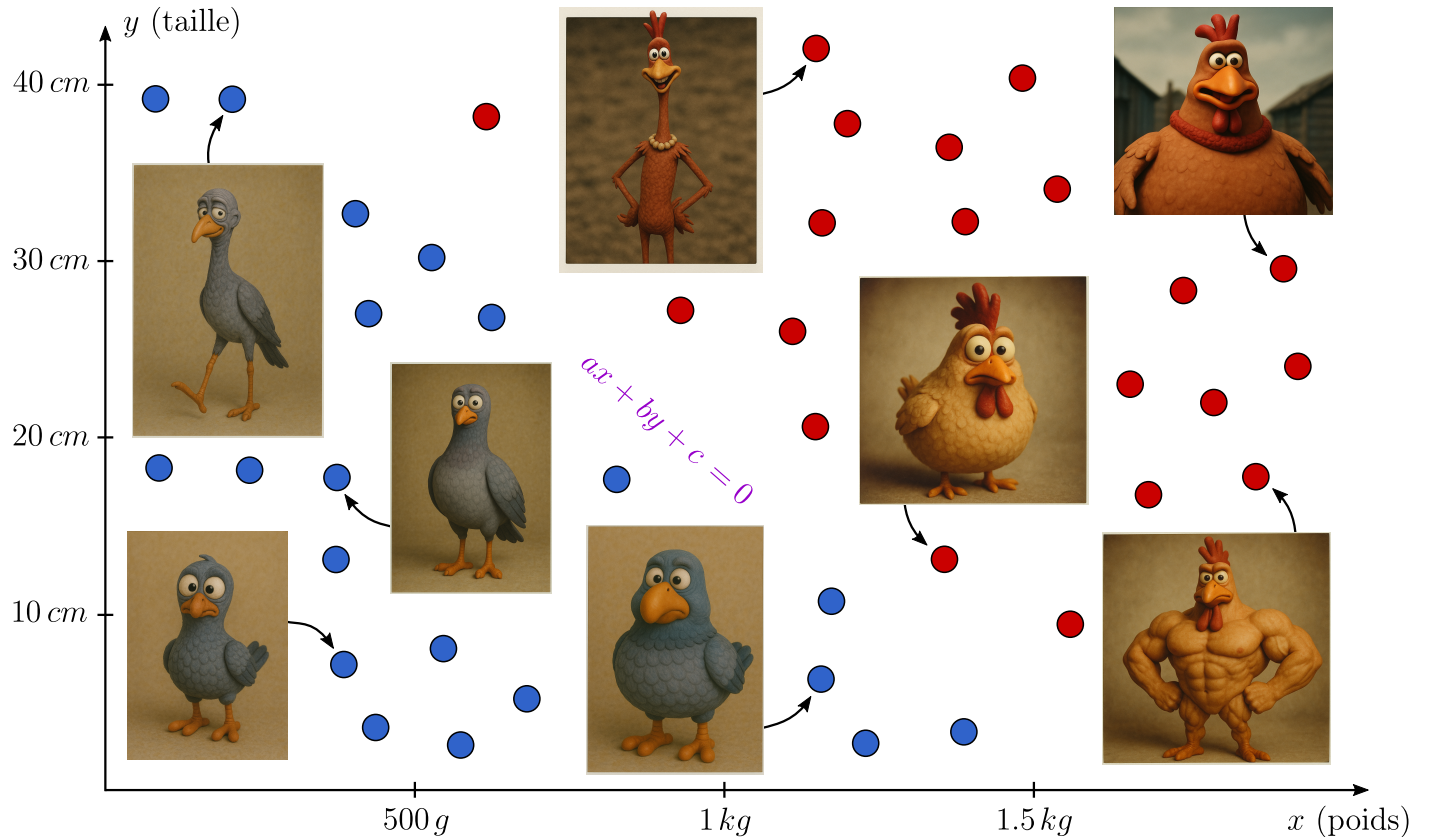 y (taille)
40 cm
30 cm
20 cm
10 cm
ax + by + c = 0
500 g
1 kg
1.5 kg
x (poids)